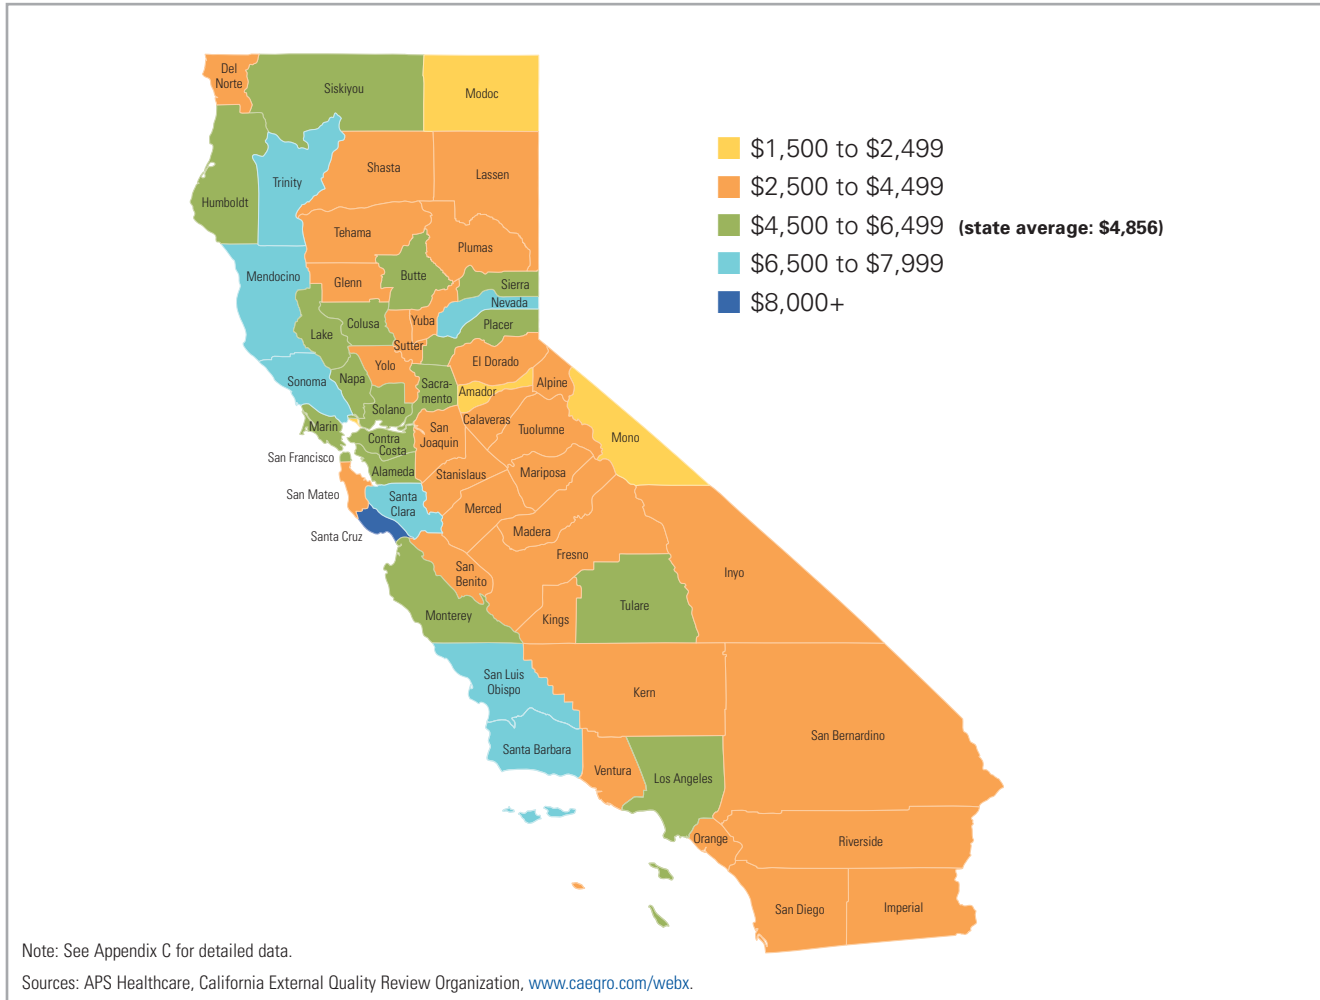 Del
Norte
Siskiyou
Modoc
$1,500 to $2,499
$2,500 to $4,499
$4,500 to $6,499 (state average: $4,856)
$6,500 to $7,999
$8,000+
Shasta
Lassen
Trinity
Humboldt
Tehama
Plumas
Mendocino
Glenn
Butte
Sierra
Nevada
Placer
Yuba
Colusa
Lake
Sutter
Yolo
El Dorado
Sonoma
Napa
Sacra-
mento
Amador
Alpine
Solano
Calaveras
Marin
San
Joaquin
Tuolumne
Contra
Costa
Mono
San Francisco
Alameda
Stanislaus
Mariposa
San Mateo
Santa
Clara
Merced
Santa Cruz
Madera
Fresno
San
Benito
Inyo
Monterey
Kings
Tulare
San Luis
Obispo
Kern
San Bernardino
Santa Barbara
Ventura
Los Angeles
Orange
Riverside
San Diego
Imperial
Note: See Appendix C for detailed data.
Sources: APS Healthcare, California External Quality Review Organization, www.caeqro.com/webx.